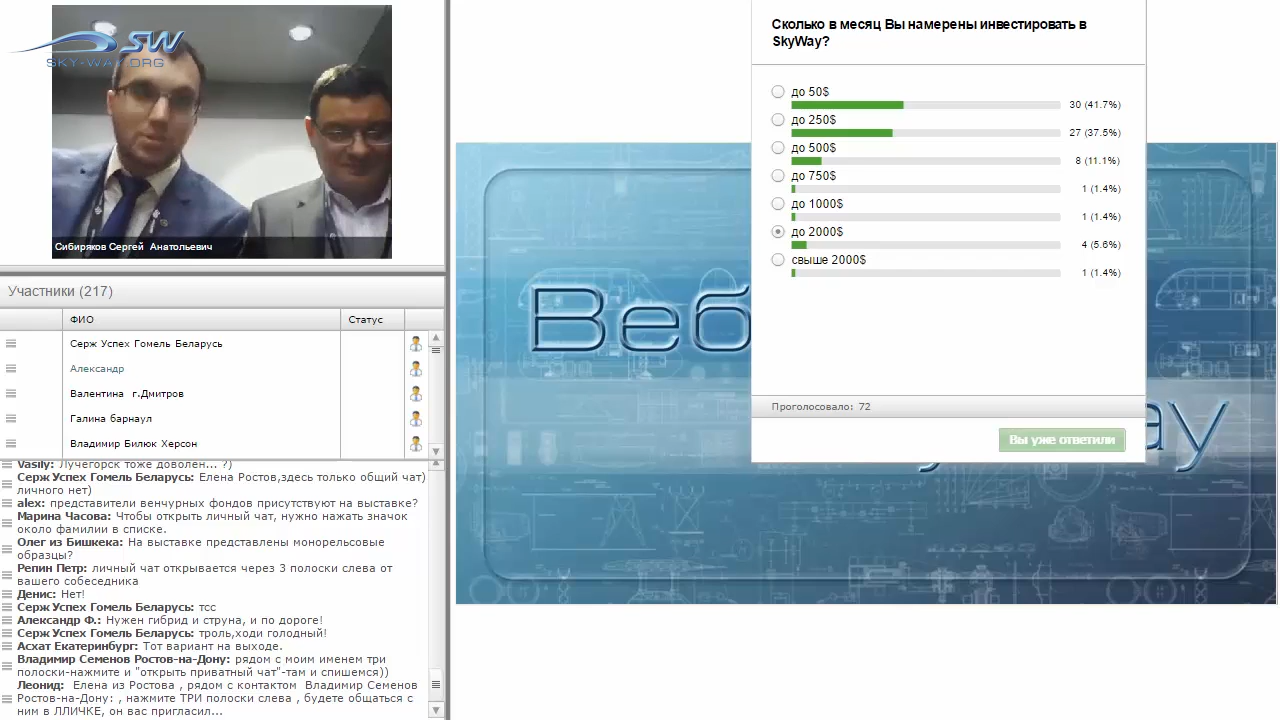 SW
SKY-WAY.ORG
Сибиряков Сергей Анатольевич
Участники (217)
ФИО
Статус
Серж Успех Гомель Беларусь
Александр
Валентина г.Дмитров
Галина барнаул
Владимир Билюк Херсон
Vasily: Лучегорск тоже доволен... ?)
Серж Успех Гомель Беларусь: Елена Ростов,здесь только общий чат)
личного нет)
alex: представители венчурных фондов присутствуют на выставке?
Марина Часова: Чтобы открыть личный чат, нужно нажать значок
около фамилии в списке.
Олег из Бишкека: На выставке представлены монорельсовые
образцы?
Репин Петр: личный чат открывается через 3 полоски слева от
вашего собеседника
Денис: Нет!
Серж Успех Гомель Беларусь: тсс
Александр Ф.: Нужен гибрид и струна, и по дороге!
Серж Успех Гомель Беларусь: троль,ходи голодный!
Асхат Екатеринбург: Тот вариант на выходе.
Владимир Семенов Ростов-на-Дону: рядом с моим именем три
полоски-нажмите и "открыть приватный чат"-там и спишемся))
Леонид: Елена из Ростова , рядом с контактом Владимир Семенов
Ростов-на-Дону: , нажмите ТРИ полоски слева , будете общаться с
ним в ЛЛИЧКЕ, он вас пригласил...
Сколько в месяц Вы намерены инвестировать в
SkyWay?
до 50$
30 (41.7%)
до 250$
27 (37.5%)
до 500$
8 (11.1%)
до 750$
1 (1.4%)
до 1000$
1 (1.4%)
до 2000$
4 (5.6%)
свыше 2000$
1 (1.4%)
Проголосовало: 72
Вы уже ответили
Веб
ay